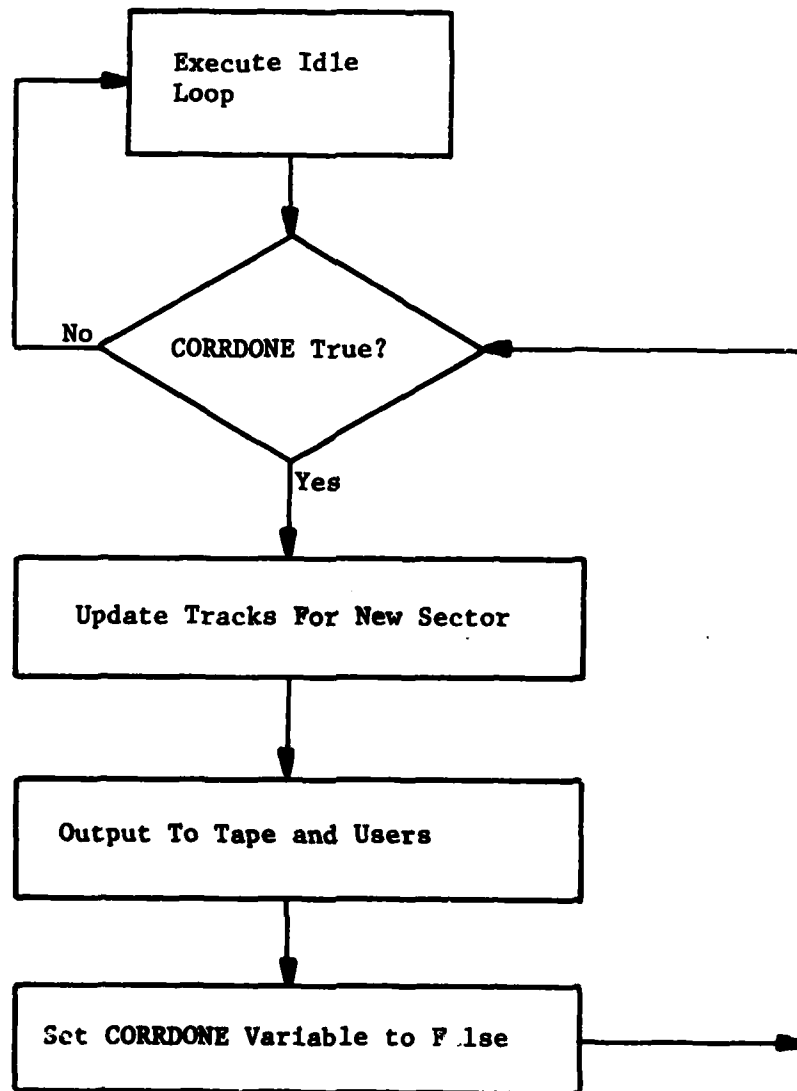 Execute Idle
Loop
No
CORRDONE True?
Yes
Update Tracks For New Sector
Output To Tape and Users
Set CORRDONE Variable to False